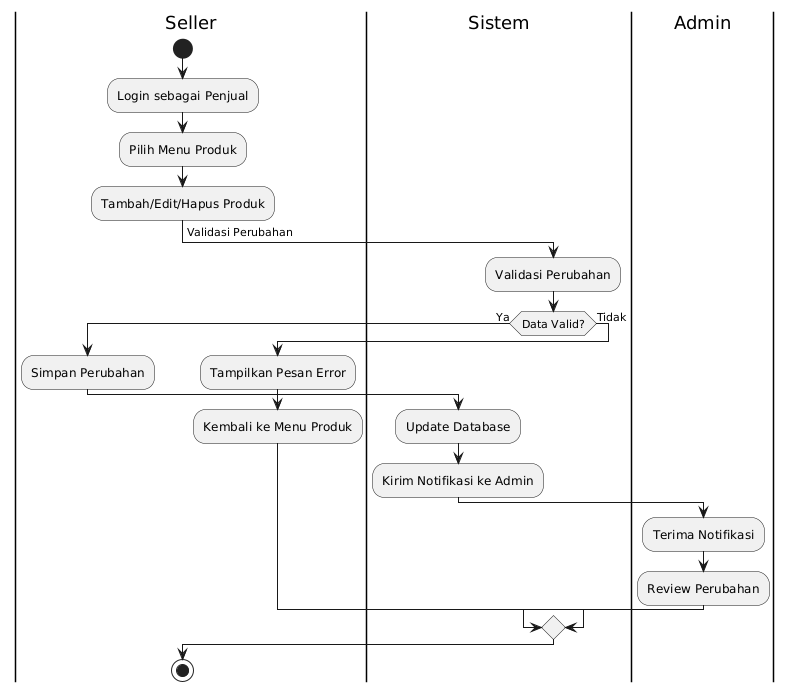 Seller
Sistem
Admin
Login sebagai Penjual
Pilih Menu Produk
Tambah/Edit/Hapus Produk
Validasi Perubahan
Validasi Perubahan
Ya
Data Valid?
Tidak
Simpan Perubahan
Tampilkan Pesan Error
Kembali ke Menu Produk
Update Database
Kirim Notifikasi ke Admin
Terima Notifikasi
Review Perubahan